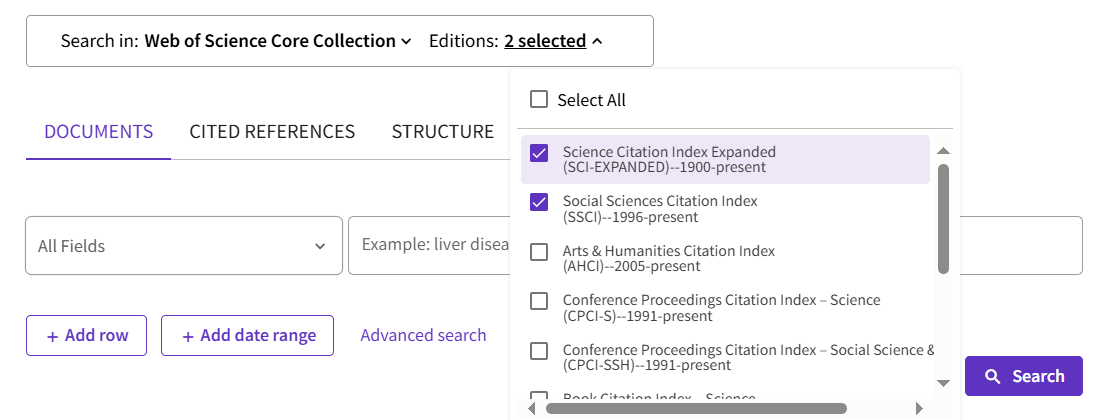 Search in: Web of Science Core Collection Editions: 2 selected
Select All
DOCUMENTS CITED REFERENCES STRUCTURE
Science Citation Index Expanded
(SCI-EXPANDED)--1900-present
Social Sciences Citation Index
(SSCI)--1996-present
All Fields
Example: liver disea
Arts & Humanities Citation Index
(AHCI)--2005-present
Conference Proceedings Citation Index – Science
(CPCI-S)--1991-present
+ Add row + Add date range Advanced search
Conference Proceedings Citation Index – Social Science &
(CPCI-SSH)--1991-present
Book Citation Index – Science
Search